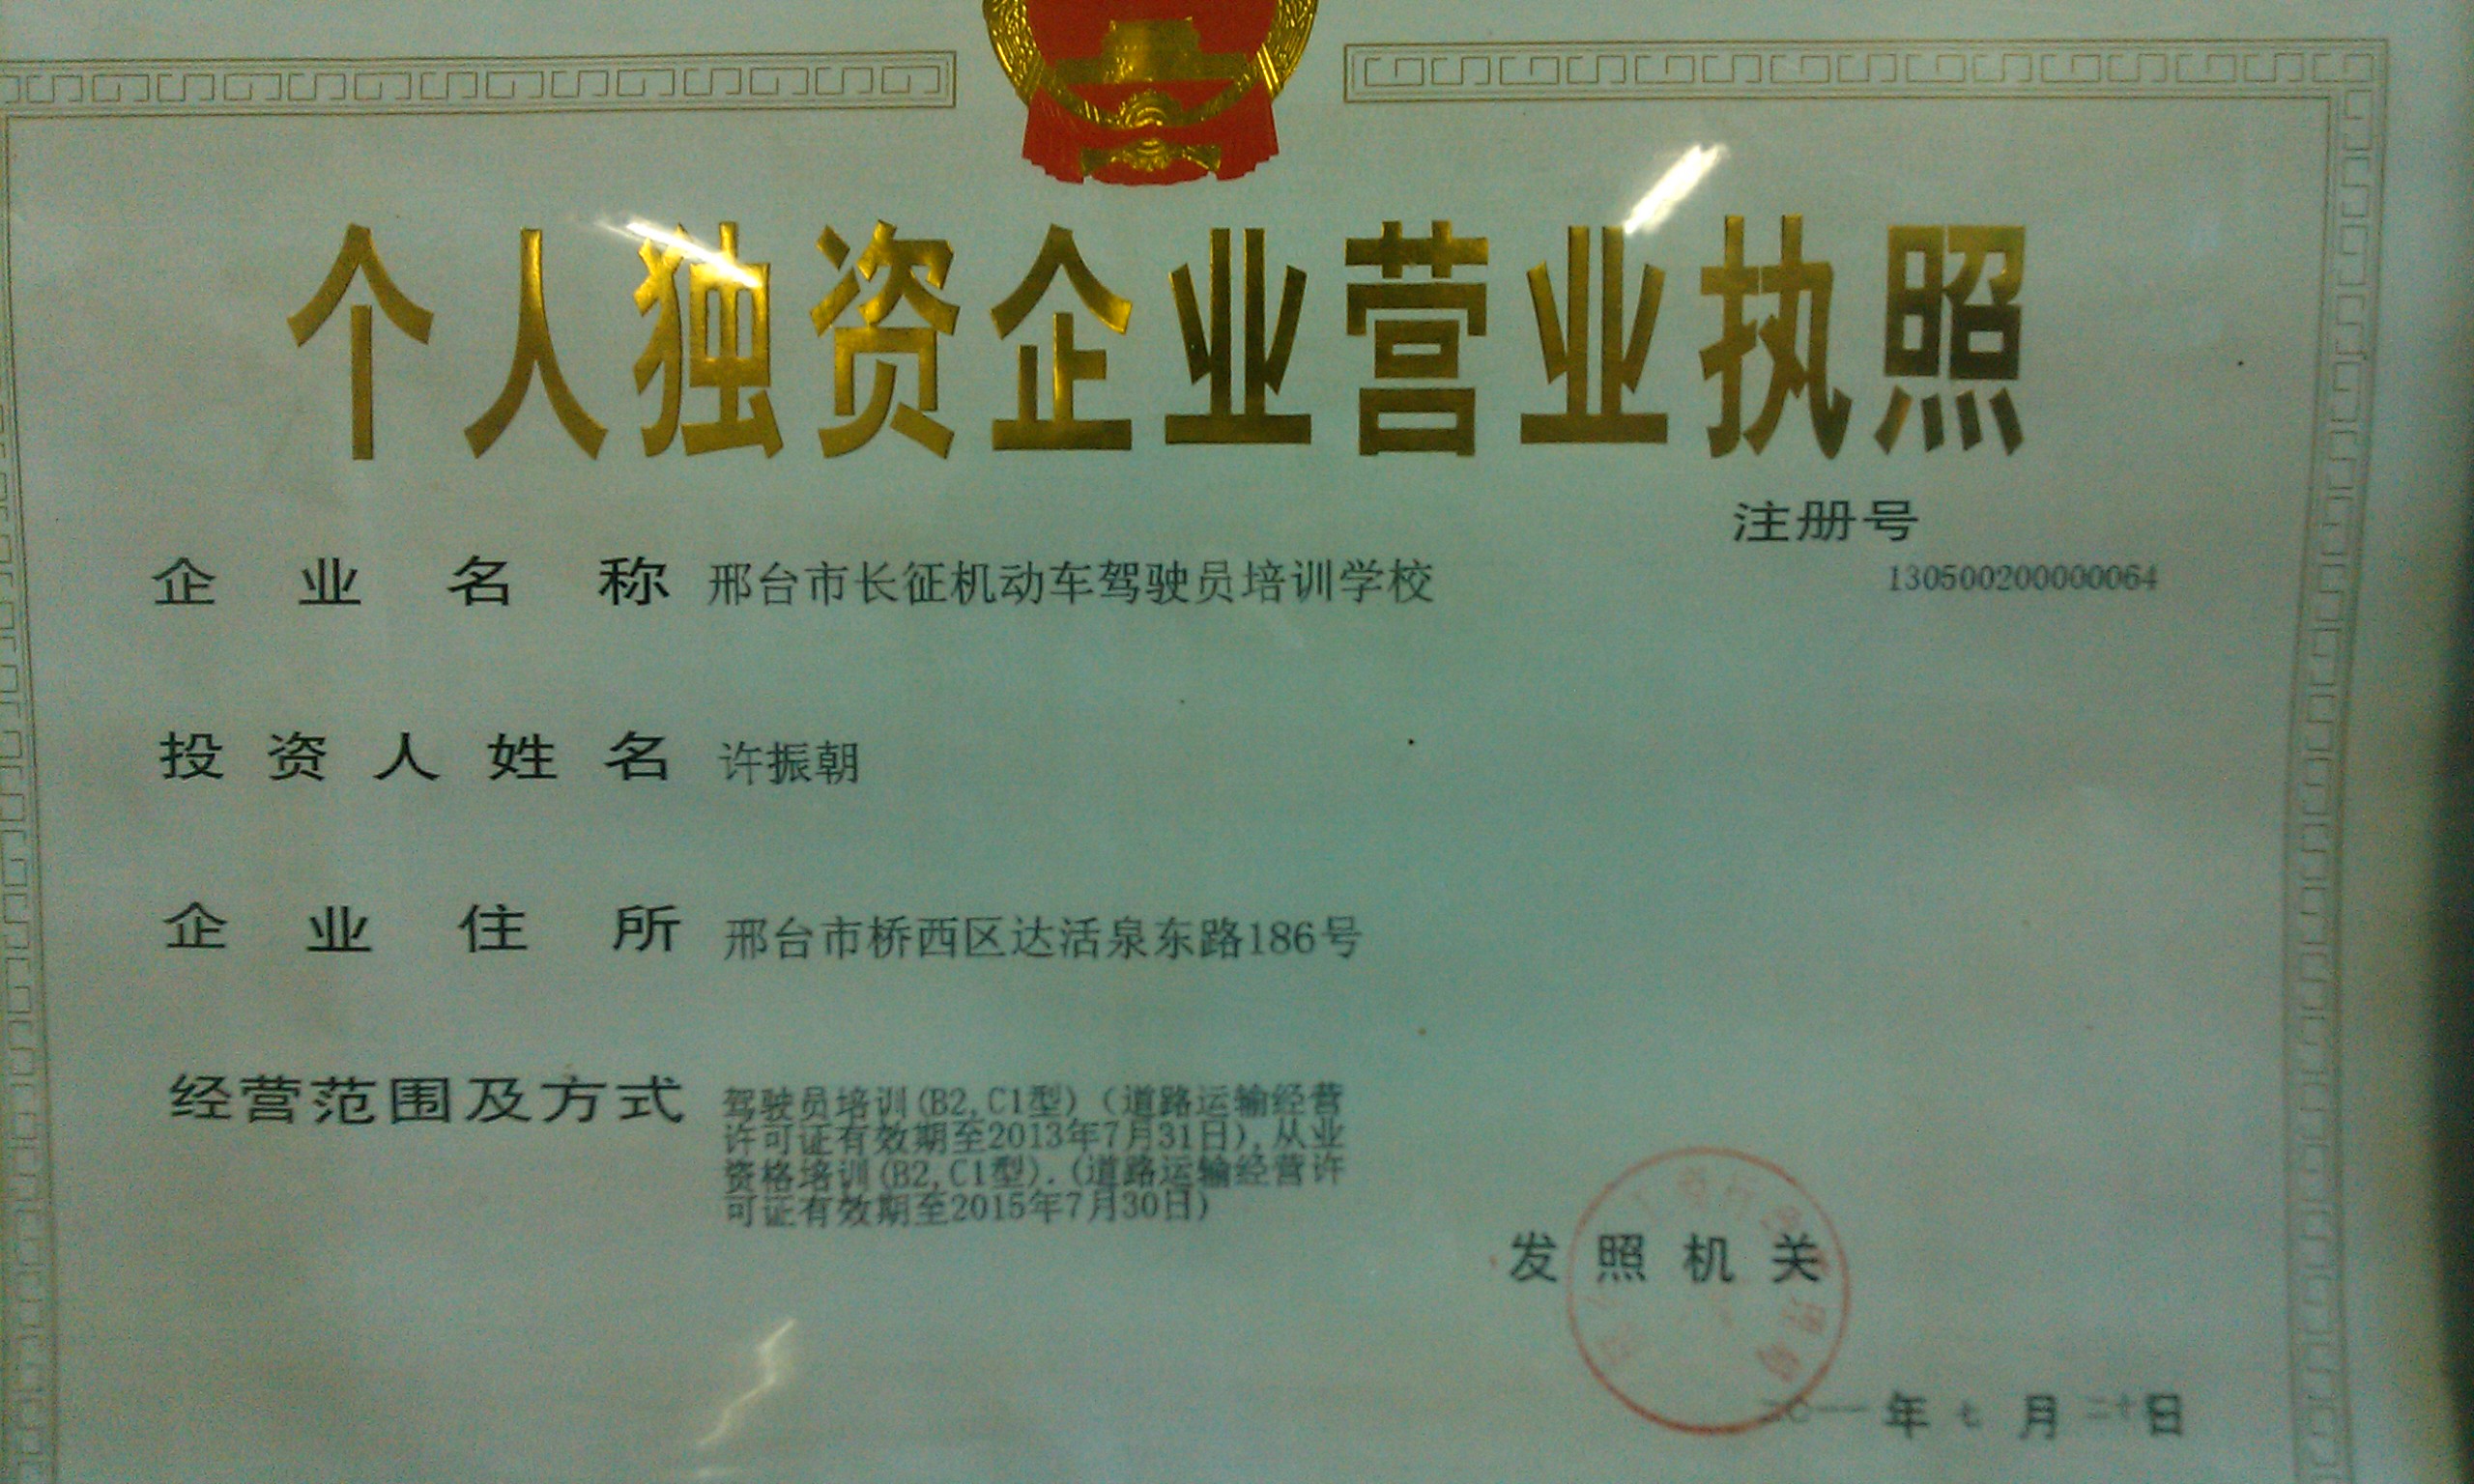 个人独资企业营业执照
注册号
130500200000064
企业名称 邢台市长征机动车驾驶员培训学校
投资人姓名 许振朝
企业住所 邢台市桥西区达活泉东路186号
经营范围及方式 驾驶员培训(B2,C1型)(道路运输经营
许可证有效期至2013年7月31日),从业
资格培训(B2,C1型).(道路运输经营许
可证有效期至2015年7月30日)
发照机关
二〇一一年七月二十日